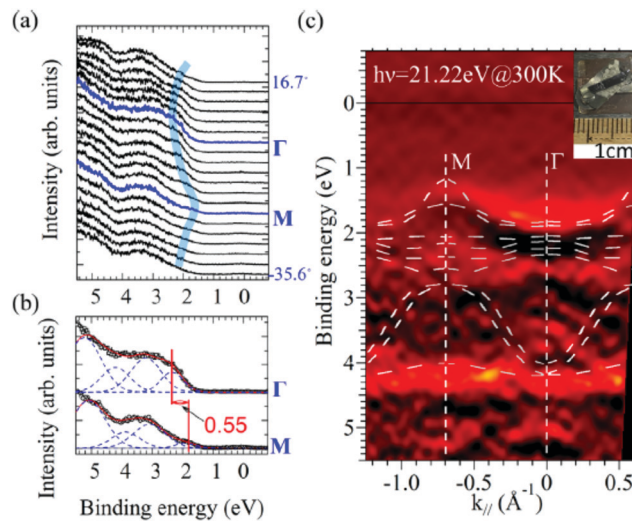 (a)
Intensity (arb. units)
16.7°
Γ
M
-35.6°
5 4 3 2 1 0
(b)
Intensity (arb. units)
Γ
0.55
M
5 4 3 2 1 0
Binding energy (eV)
(c)
hν=21.22eV@300K
1cm
M Γ
Binding energy (eV)
0
1
2
3
4
5
-1.0 -0.5 0.0 0.5
k// (Å⁻¹)